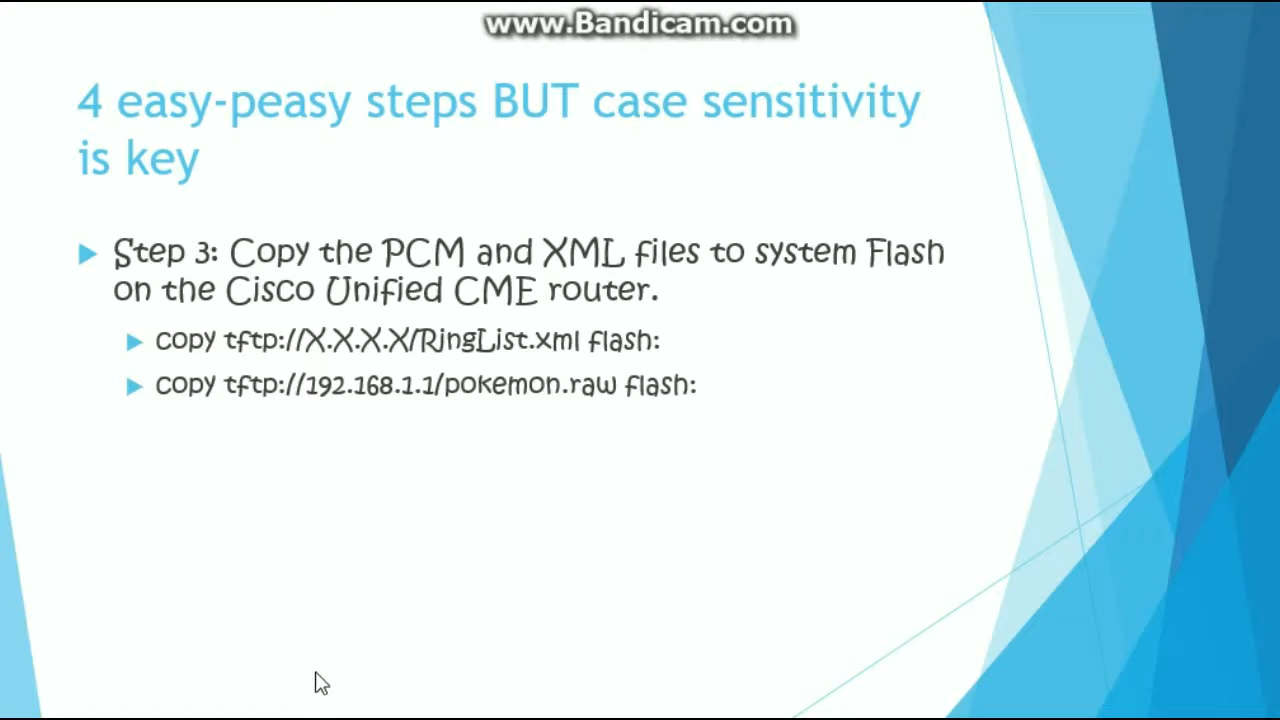 www.Bandicam.com
4 easy-peasy steps BUT case sensitivity
is key
Step 3: Copy the PCM and XML files to system Flash
on the Cisco Unified CME router.
copy tftp://X.X.X.X/RingList.xml flash:
copy tftp://192.168.1.1/pokemon.raw flash: